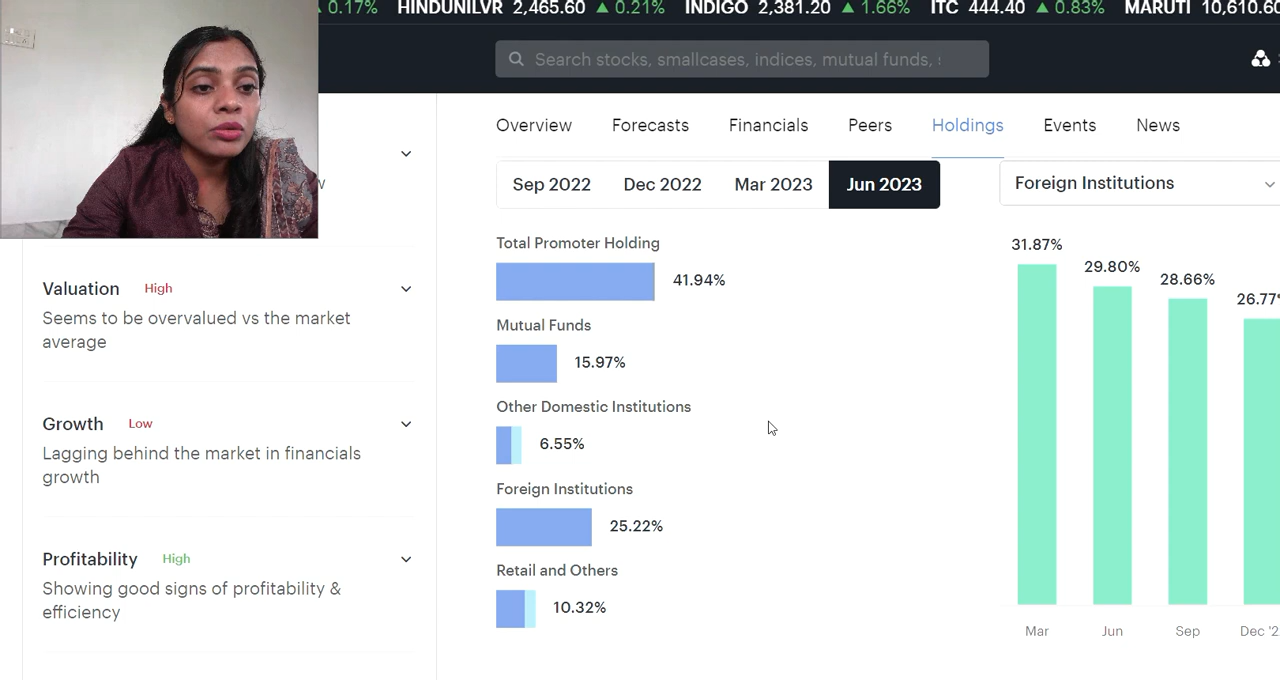 0.17% HINDUNILVR 2,465.60 ▲ 0.21% INDIGO 2,381.20 ▲ 1.66% ITC 444.40 ▲ 0.83% MARUTI 10,610.60
Search stocks, smallcases, indices, mutual funds,
Overview Forecasts Financials Peers Holdings Events News
Sep 2022 Dec 2022 Mar 2023 Jun 2023
Foreign Institutions
Valuation High
Seems to be overvalued vs the market
average
Growth Low
Lagging behind the market in financials
growth
Profitability High
Showing good signs of profitability &
efficiency
Total Promoter Holding
41.94%
Mutual Funds
15.97%
Other Domestic Institutions
6.55%
Foreign Institutions
25.22%
Retail and Others
10.32%
31.87%
29.80%
28.66%
26.77%
Mar Jun Sep Dec '2